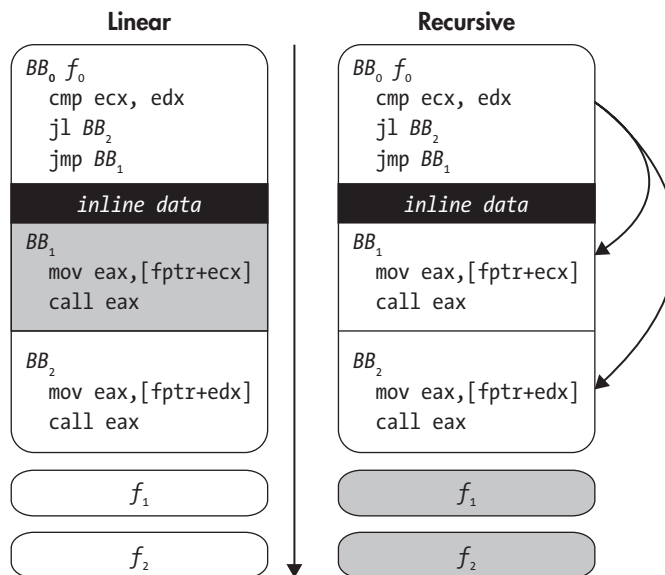 Linear
BB₀ f₀
cmp ecx, edx
jl BB₂
jmp BB₁
inline data
BB₁
mov eax,[fptr+ecx]
call eax
BB₂
mov eax,[fptr+edx]
call eax
f₁
f₂
Recursive
BB₀ f₀
cmp ecx, edx
jl BB₂
jmp BB₁
inline data
BB₁
mov eax,[fptr+ecx]
call eax
BB₂
mov eax,[fptr+edx]
call eax
f₁
f₂